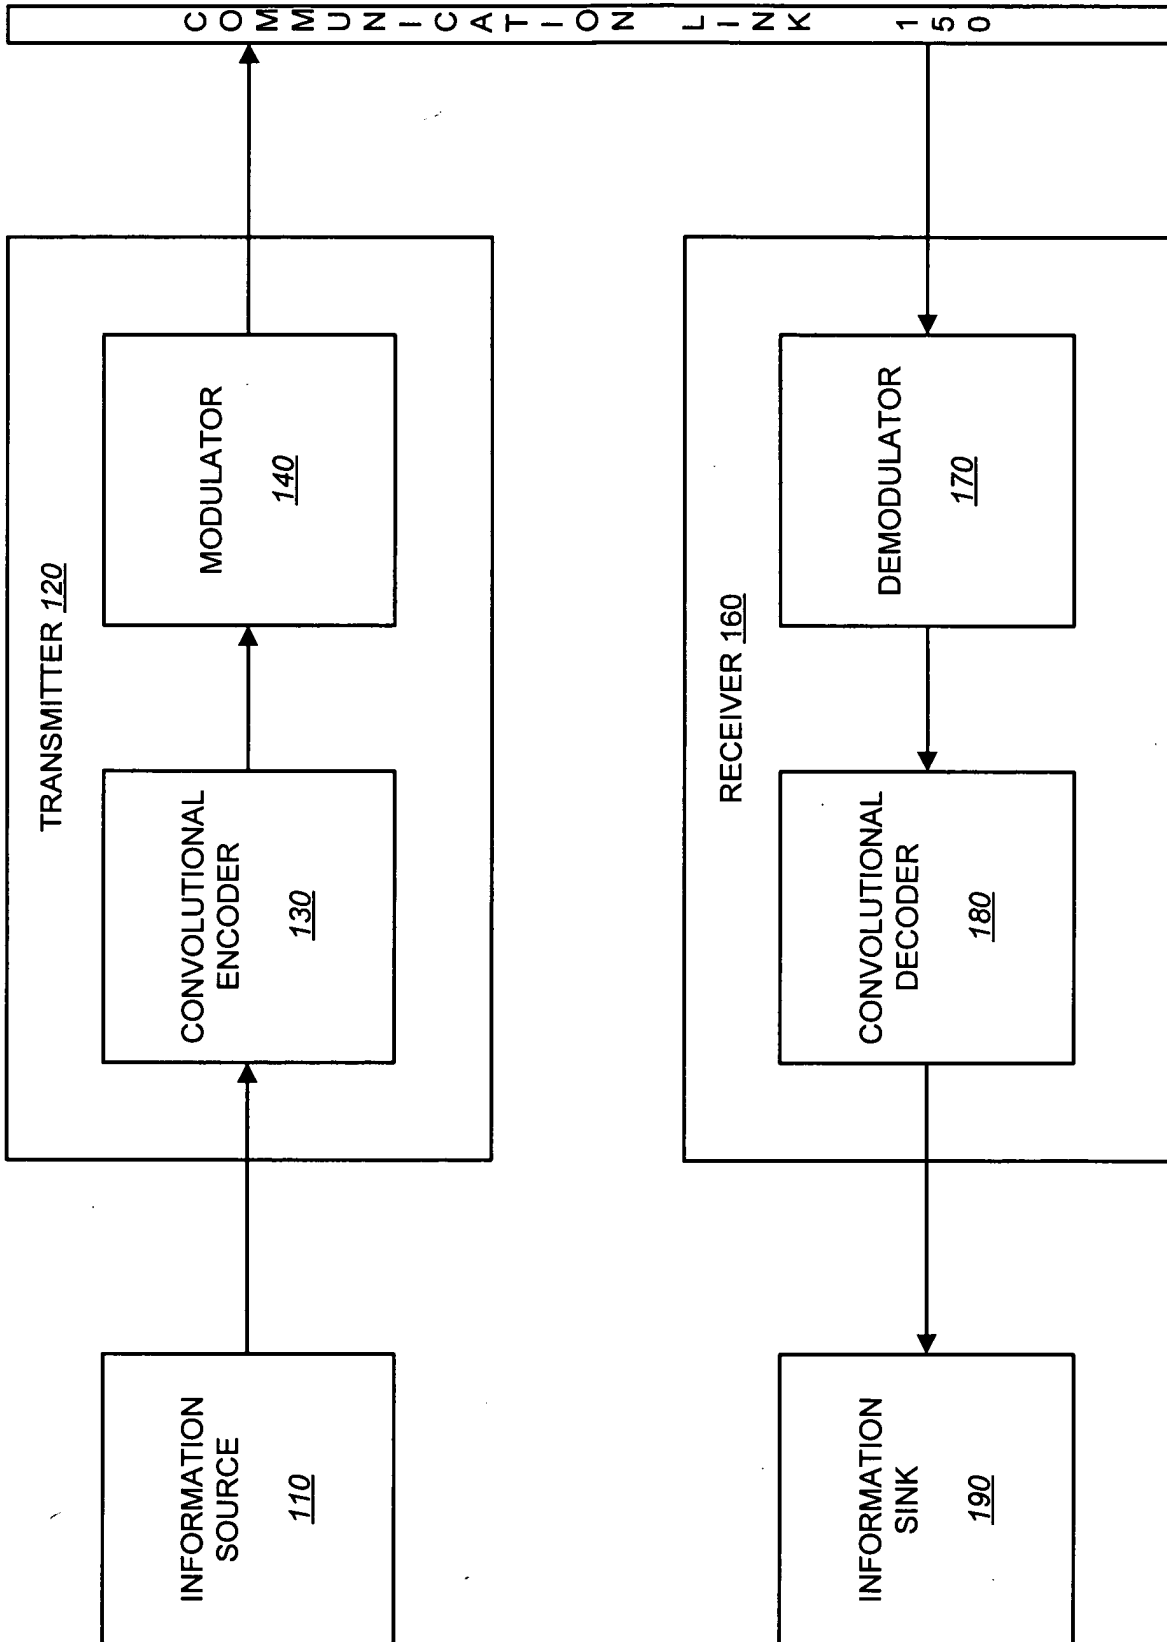 INFORMATION
SOURCE
110
TRANSMITTER 120
CONVOLUTIONAL
ENCODER
130
MODULATOR
140
COMMUNICATION LINK 150
RECEIVER 160
DEMODULATOR
170
CONVOLUTIONAL
DECODER
180
INFORMATION
SINK
190